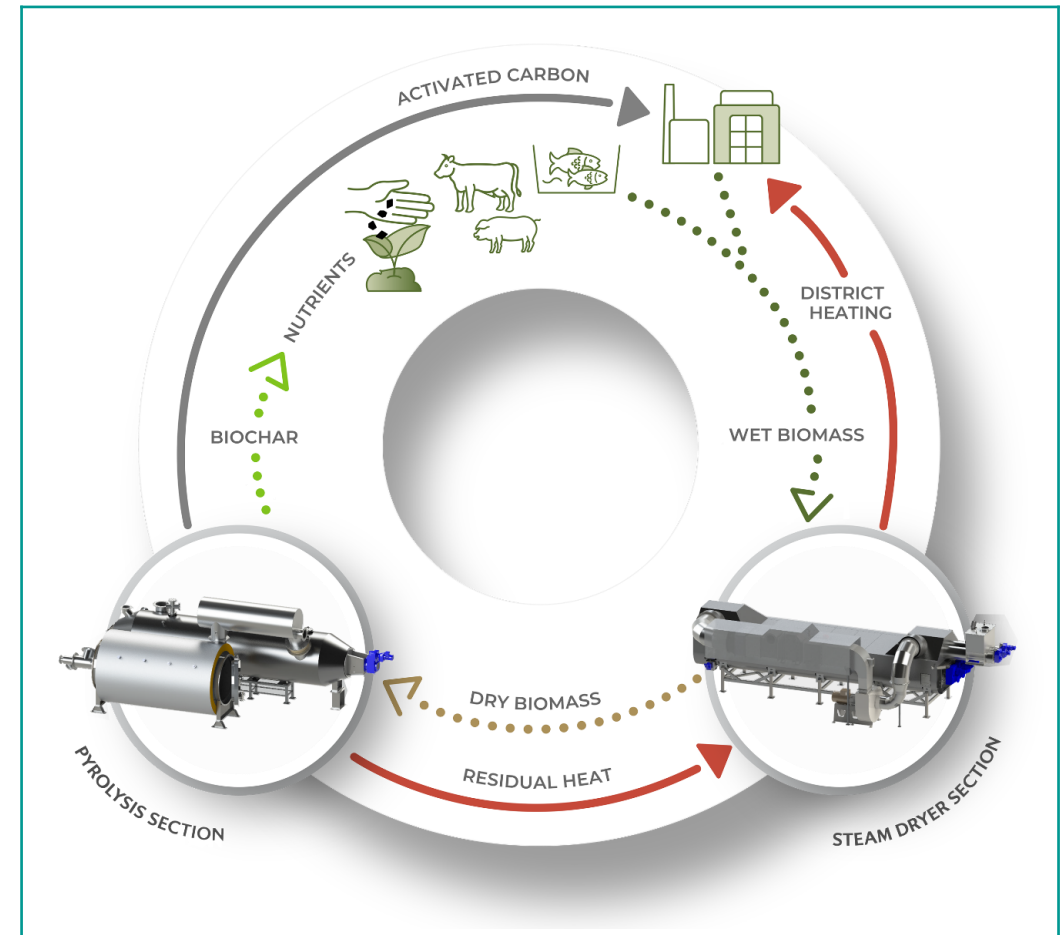 ACTIVATED CARBON
NUTRIENTS
DISTRICT
HEATING
BIOCHAR
WET BIOMASS
DRY BIOMASS
RESIDUAL HEAT
PYROLYSIS SECTION
STEAM DRYER SECTION